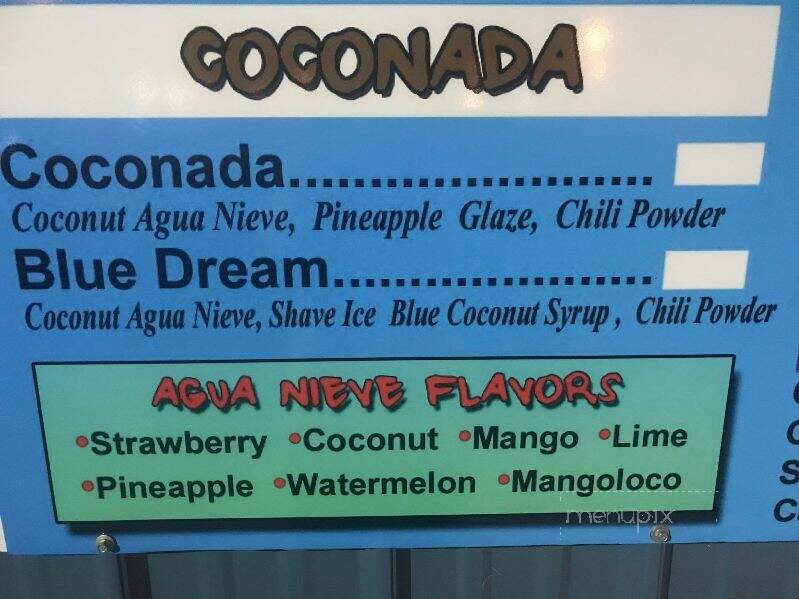 COCONADA
Coconada.......................
Coconut Agua Nieve, Pineapple Glaze, Chili Powder
Blue Dream....................
Coconut Agua Nieve, Shave Ice Blue Coconut Syrup , Chili Powder
AGUA NIEVE FLAVORS
•Strawberry •Coconut •Mango •Lime
•Pineapple •Watermelon •Mangoloco
menupix